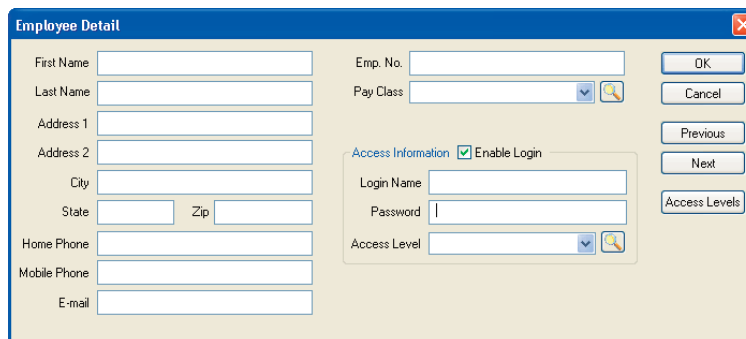 Employee Detail
First Name
Last Name
Address 1
Address 2
City
State Zip
Home Phone
Mobile Phone
E-mail
Emp. No.
Pay Class
Access Information Enable Login
Login Name
Password
Access Level
OK
Cancel
Previous
Next
Access Levels